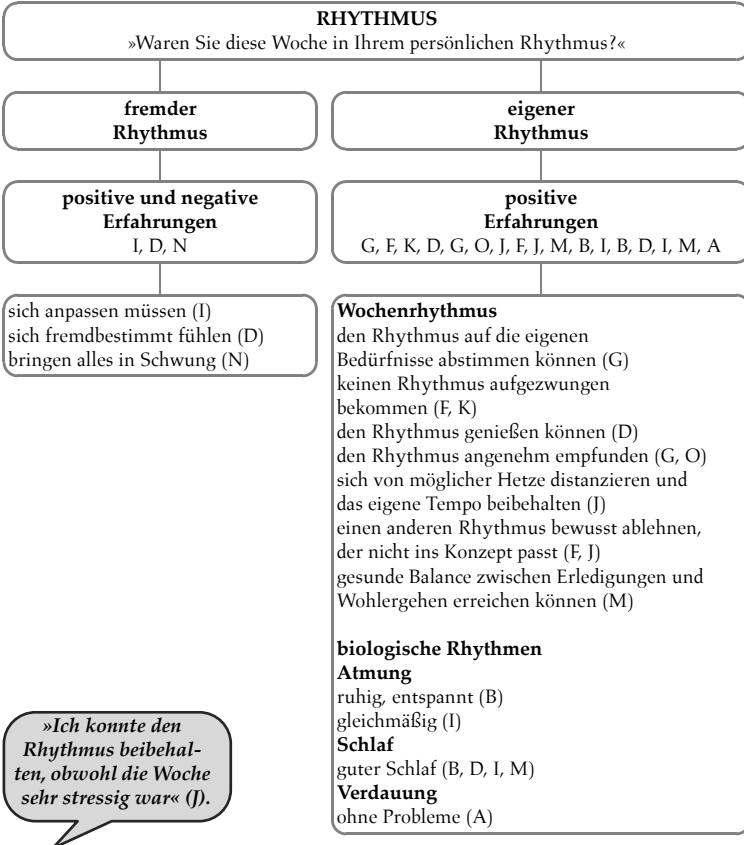 RHYTHMUS
»Waren Sie diese Woche in Ihrem persönlichen Rhythmus?«
fremder
Rhythmus
eigener
Rhythmus
positive und negative
Erfahrungen
I, D, N
positive
Erfahrungen
G, F, K, D, G, O, J, F, J, M, B, I, B, D, I, M, A
sich anpassen müssen (I)
sich fremdbestimmt fühlen (D)
bringen alles in Schwung (N)
Wochenrhythmus
den Rhythmus auf die eigenen
Bedürfnisse abstimmen können (G)
keinen Rhythmus aufgezwungen
bekommen (F, K)
den Rhythmus genießen können (D)
den Rhythmus angenehm empfunden (G, O)
sich von möglicher Hetze distanzieren und
das eigene Tempo beibehalten (J)
einen anderen Rhythmus bewusst ablehnen,
der nicht ins Konzept passt (F, J)
gesunde Balance zwischen Erledigungen und
Wohlergehen erreichen können (M)
biologische Rhythmen
Atmung
ruhig, entspannt (B)
gleichmäßig (I)
Schlaf
guter Schlaf (B, D, I, M)
Verdauung
ohne Probleme (A)
»Ich konnte den
Rhythmus beibehal-
ten, obwohl die Woche
sehr stressig war« (J).